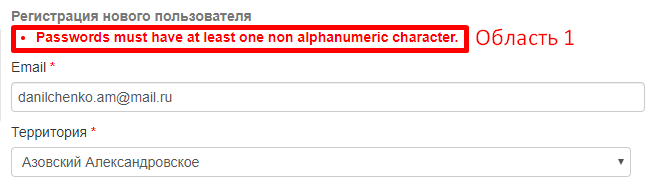 Регистрация нового пользователя
• Passwords must have at least one non alphanumeric character. Область 1
Email *
danilchenko.am@mail.ru
Территория *
Азовский Александровское